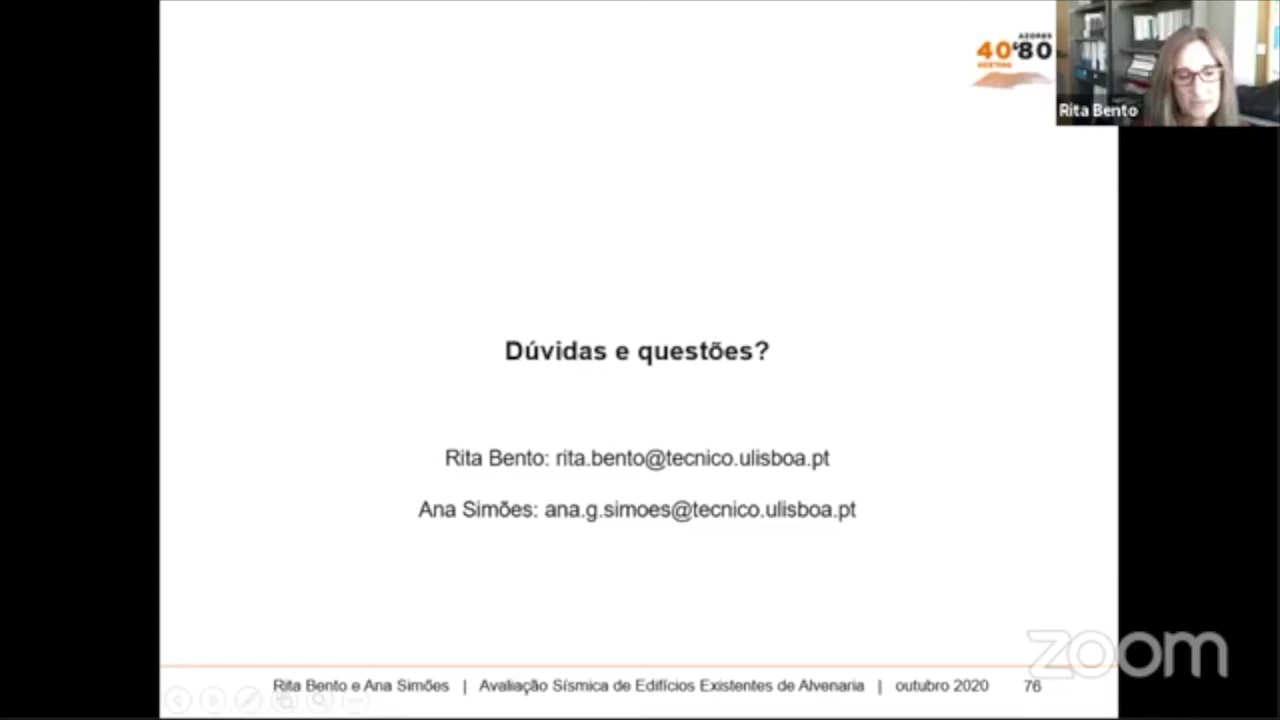 AZORES
40'80
MEETING
Rita Bento
Dúvidas e questões?
Rita Bento: rita.bento@tecnico.ulisboa.pt
Ana Simões: ana.g.simoes@tecnico.ulisboa.pt
zoom
Rita Bento e Ana Simões | Avaliação Sísmica de Edifícios Existentes de Alvenaria | outubro 2020 76